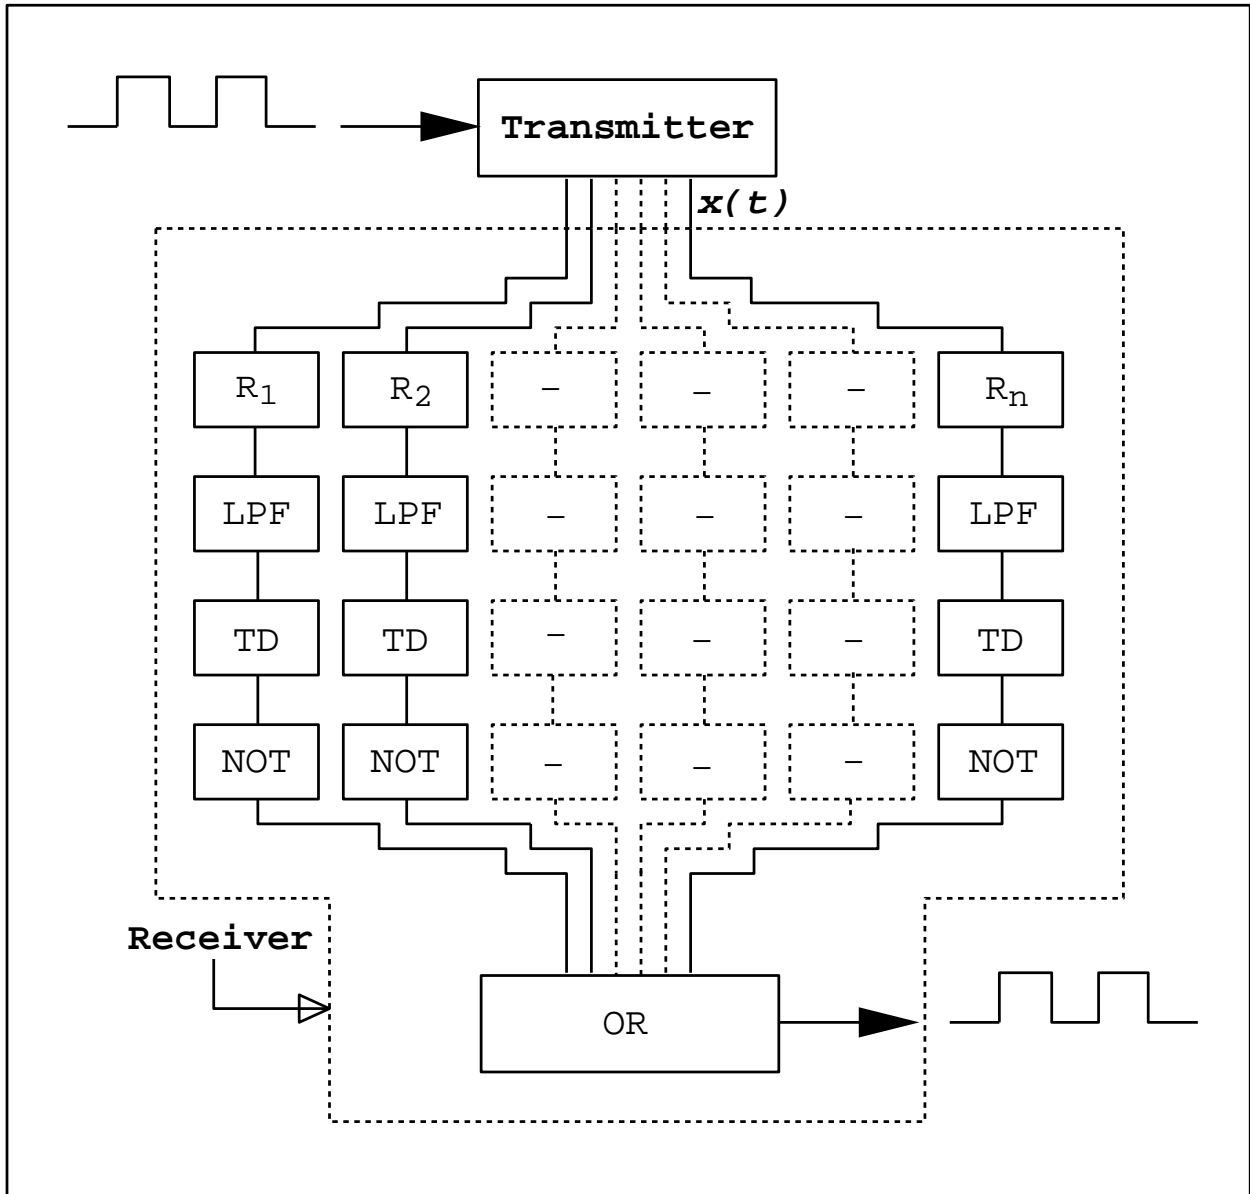 Transmitter
x(t)
R1 R2 – – – Rn
LPF LPF – – – LPF
TD TD – – – TD
NOT NOT – – – NOT
Receiver
OR